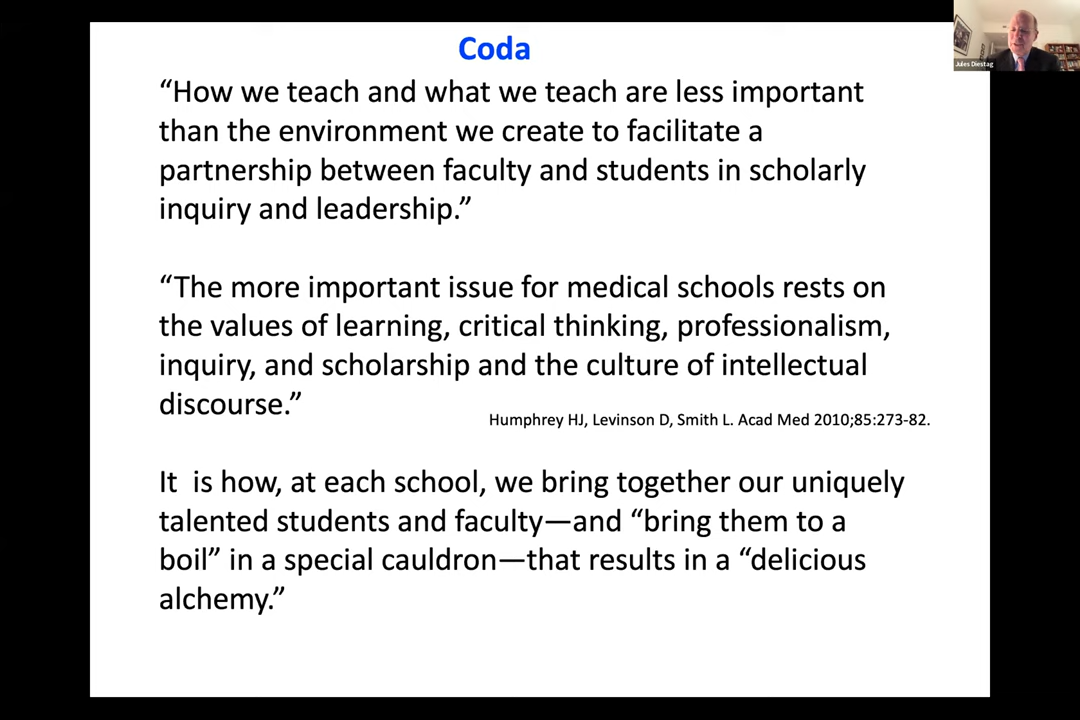 Coda
“How we teach and what we teach are less important
than the environment we create to facilitate a
partnership between faculty and students in scholarly
inquiry and leadership.”
“The more important issue for medical schools rests on
the values of learning, critical thinking, professionalism,
inquiry, and scholarship and the culture of intellectual
discourse.”
Humphrey HJ, Levinson D, Smith L. Acad Med 2010;85:273-82.
It  is how, at each school, we bring together our uniquely
talented students and faculty—and “bring them to a
boil” in a special cauldron—that results in a “delicious
alchemy.”
Jules Dienstag